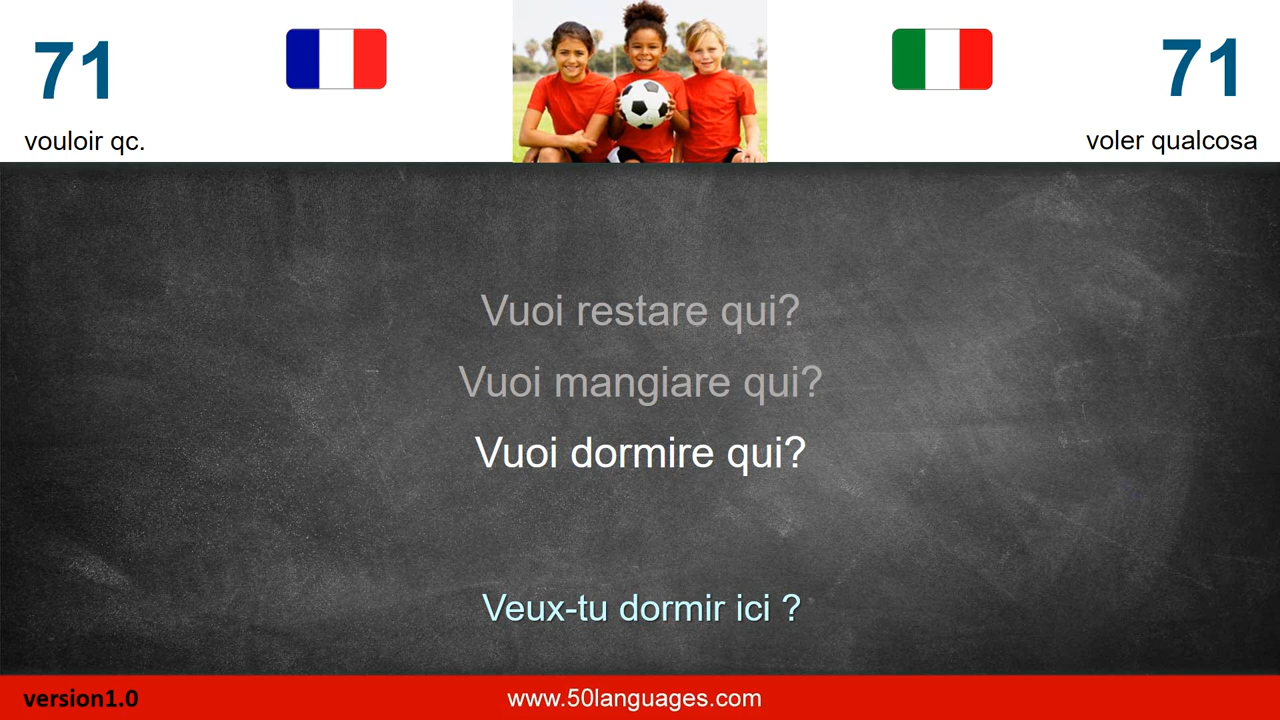 71
71
vouloir qc.
voler qualcosa
Vuoi restare qui?
Vuoi mangiare qui?
Vuoi dormire qui?
Veux-tu dormir ici ?
version1.0
www.50languages.com